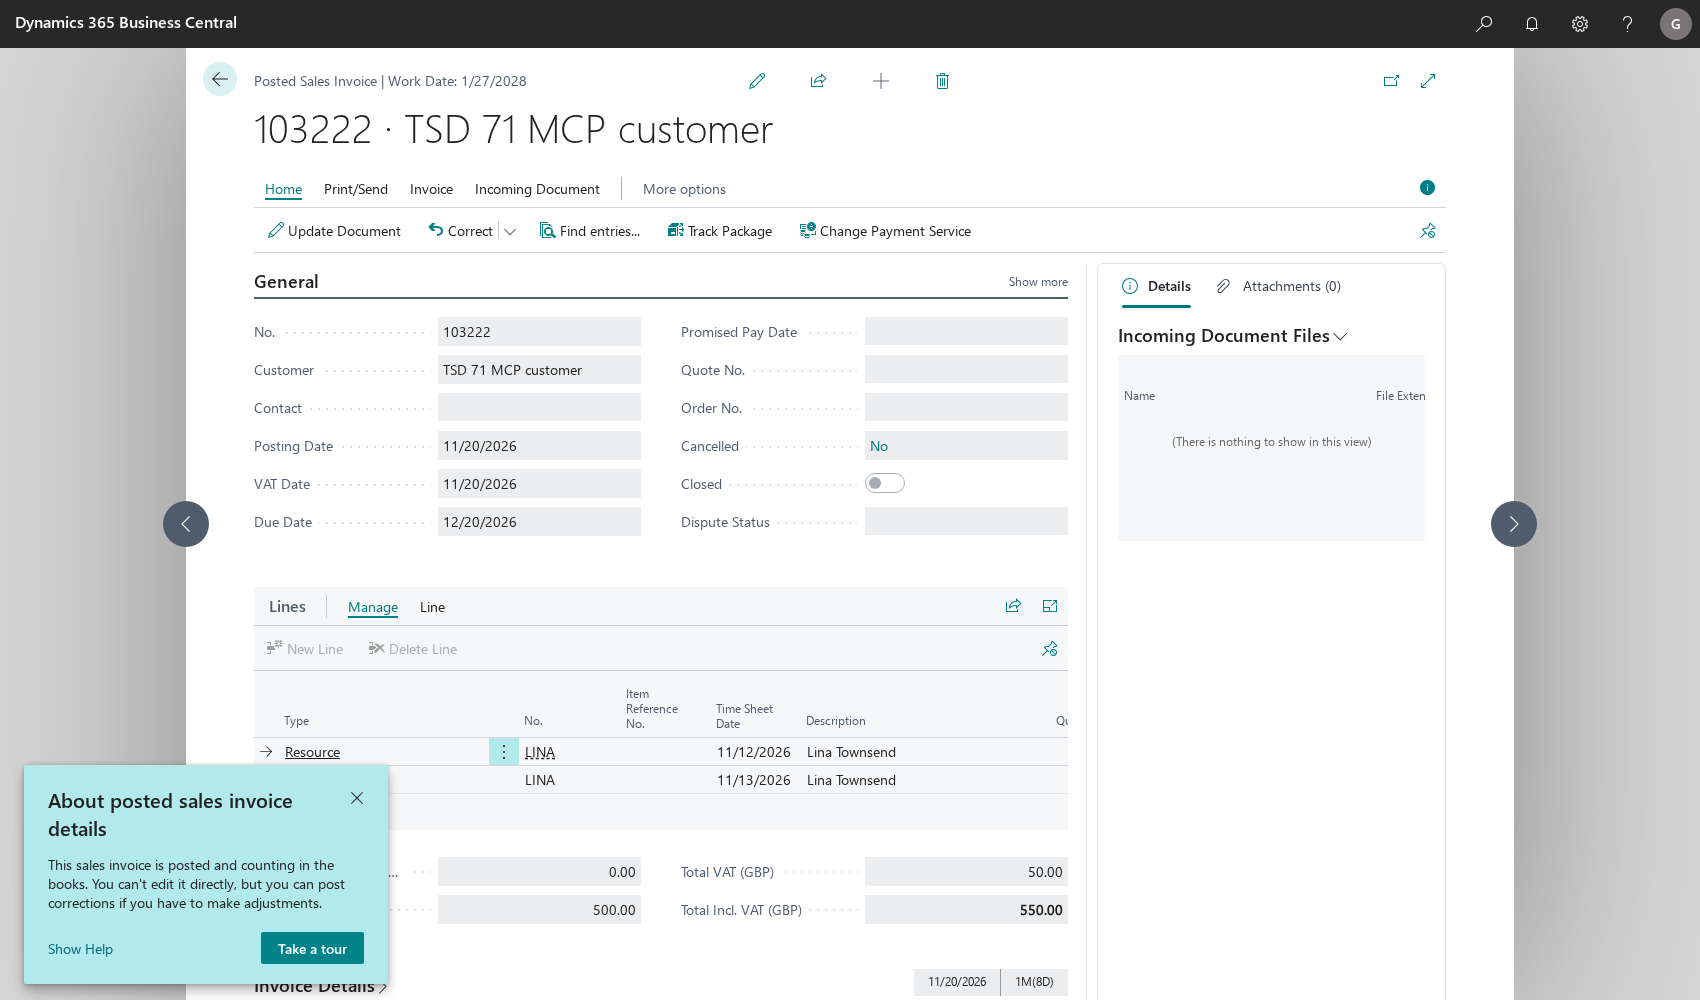 Dynamics 365 Business Central
G
Posted Sales Invoice | Work Date: 1/27/2028
103222 · TSD 71 MCP customer
Home Print/Send Invoice Incoming Document More options
Update Document Correct Find entries... Track Package Change Payment Service
General Show more
No. 103222
Customer TSD 71 MCP customer
Contact
Posting Date 11/20/2026
VAT Date 11/20/2026
Due Date 12/20/2026
Promised Pay Date
Quote No.
Order No.
Cancelled No
Closed
Dispute Status
Details Attachments (0)
Incoming Document Files
Name File Exten
(There is nothing to show in this view)
Lines Manage Line
New Line Delete Line
Type No. Item Reference No. Time Sheet Date Description Qu
Resource LINA 11/12/2026 Lina Townsend
LINA 11/13/2026 Lina Townsend
... 0.00 Total VAT (GBP) 50.00
500.00 Total Incl. VAT (GBP) 550.00
Invoice Details 11/20/2026 1M(8D)
About posted sales invoice
details
This sales invoice is posted and counting in the
books. You can't edit it directly, but you can post
corrections if you have to make adjustments.
Show Help Take a tour